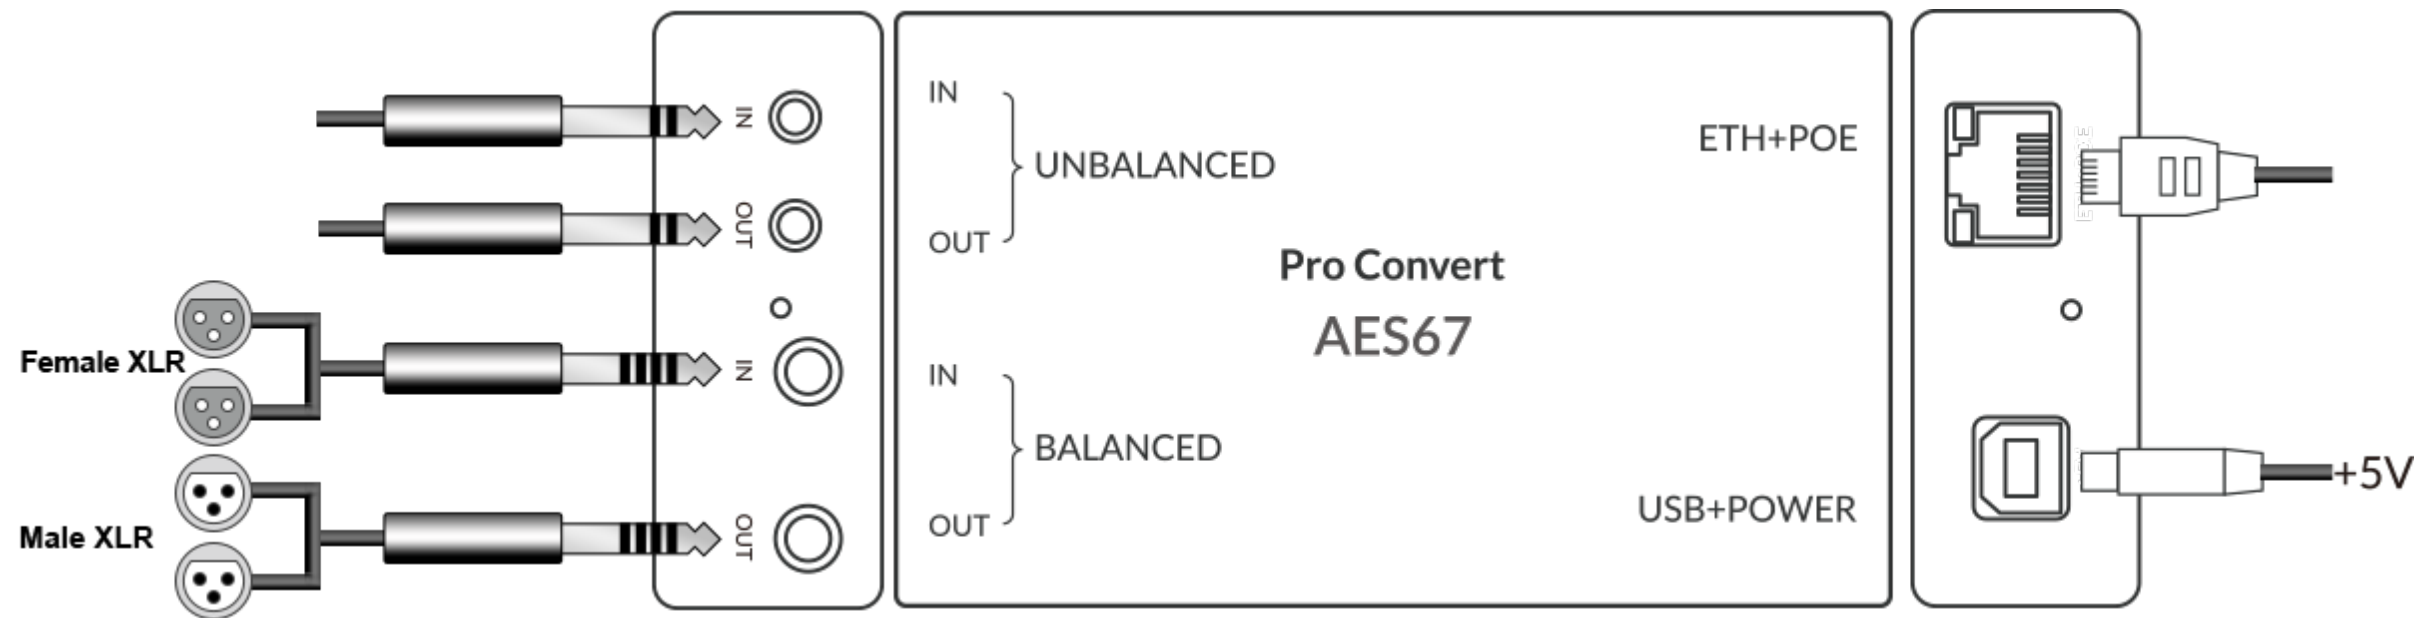 IN
OUT
Female XLR
IN
Male XLR
OUT
IN
UNBALANCED
OUT
Pro Convert
AES67
IN
BALANCED
OUT
ETH+POE
USB+POWER
+5V